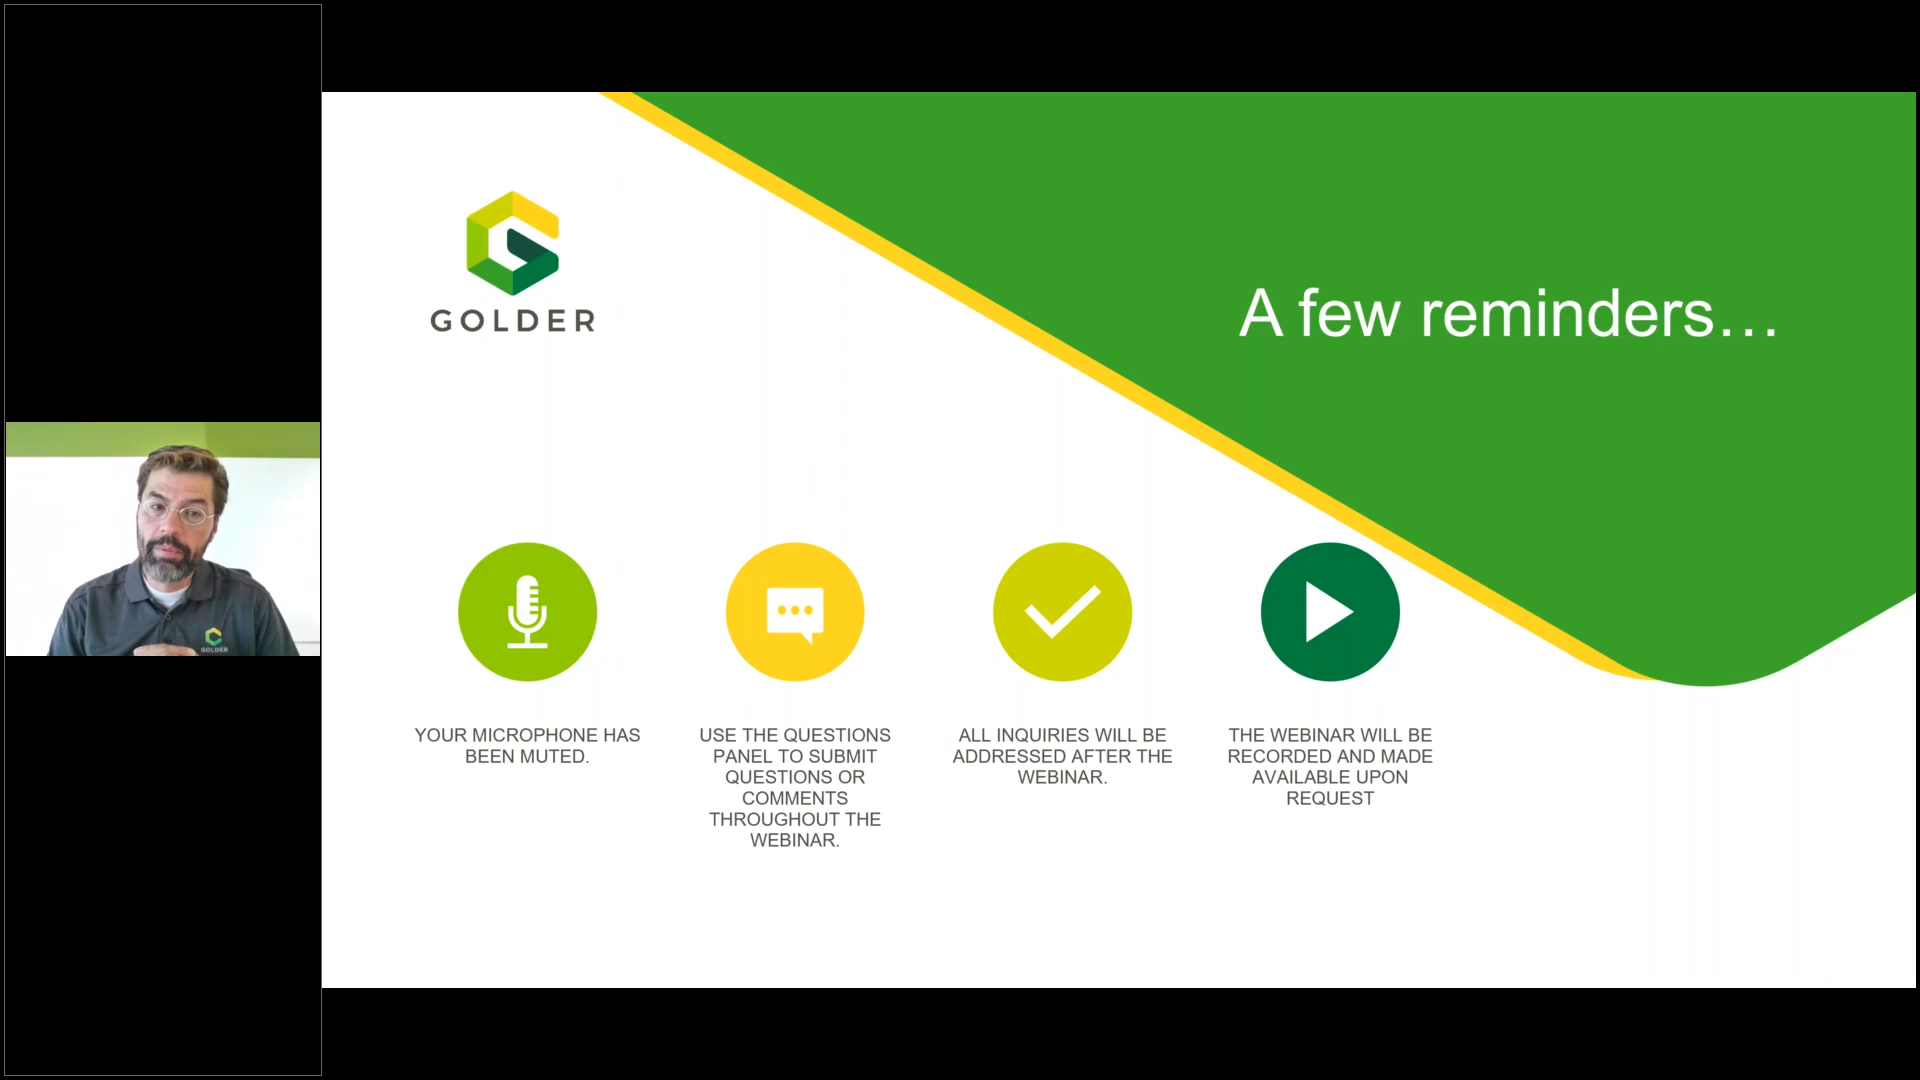 GOLDER
A few reminders…
YOUR MICROPHONE HAS
BEEN MUTED.
USE THE QUESTIONS
PANEL TO SUBMIT
QUESTIONS OR
COMMENTS
THROUGHOUT THE
WEBINAR.
ALL INQUIRIES WILL BE
ADDRESSED AFTER THE
WEBINAR.
THE WEBINAR WILL BE
RECORDED AND MADE
AVAILABLE UPON
REQUEST
GOLDER